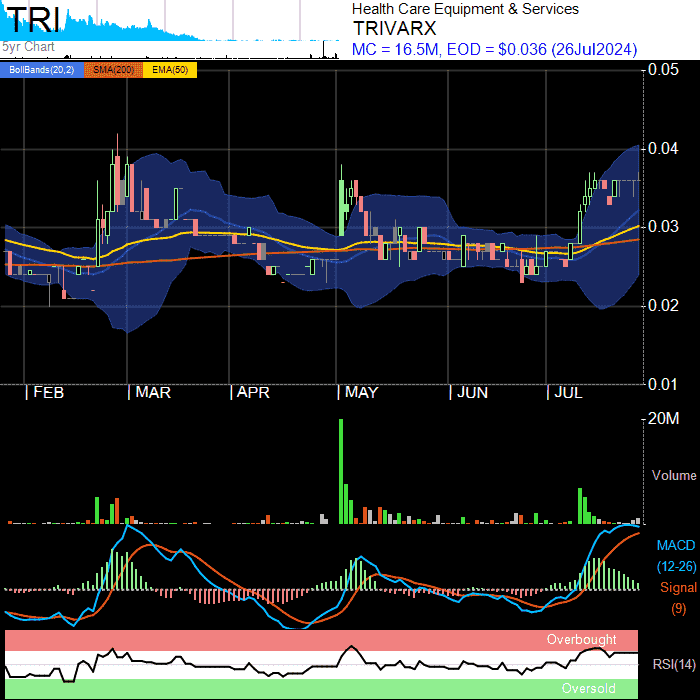 TRI
5yr Chart
Health Care Equipment & Services
TRIVARX
MC = 16.5M, EOD = $0.036 (26Jul2024)
BollBands(20,2) SMA(200) EMA(50)
0.05
0.04
0.03
0.02
0.01
FEB MAR APR MAY JUN JUL
20M
Volume
MACD
(12-26)
Signal
(9)
Overbought
RSI(14)
Oversold